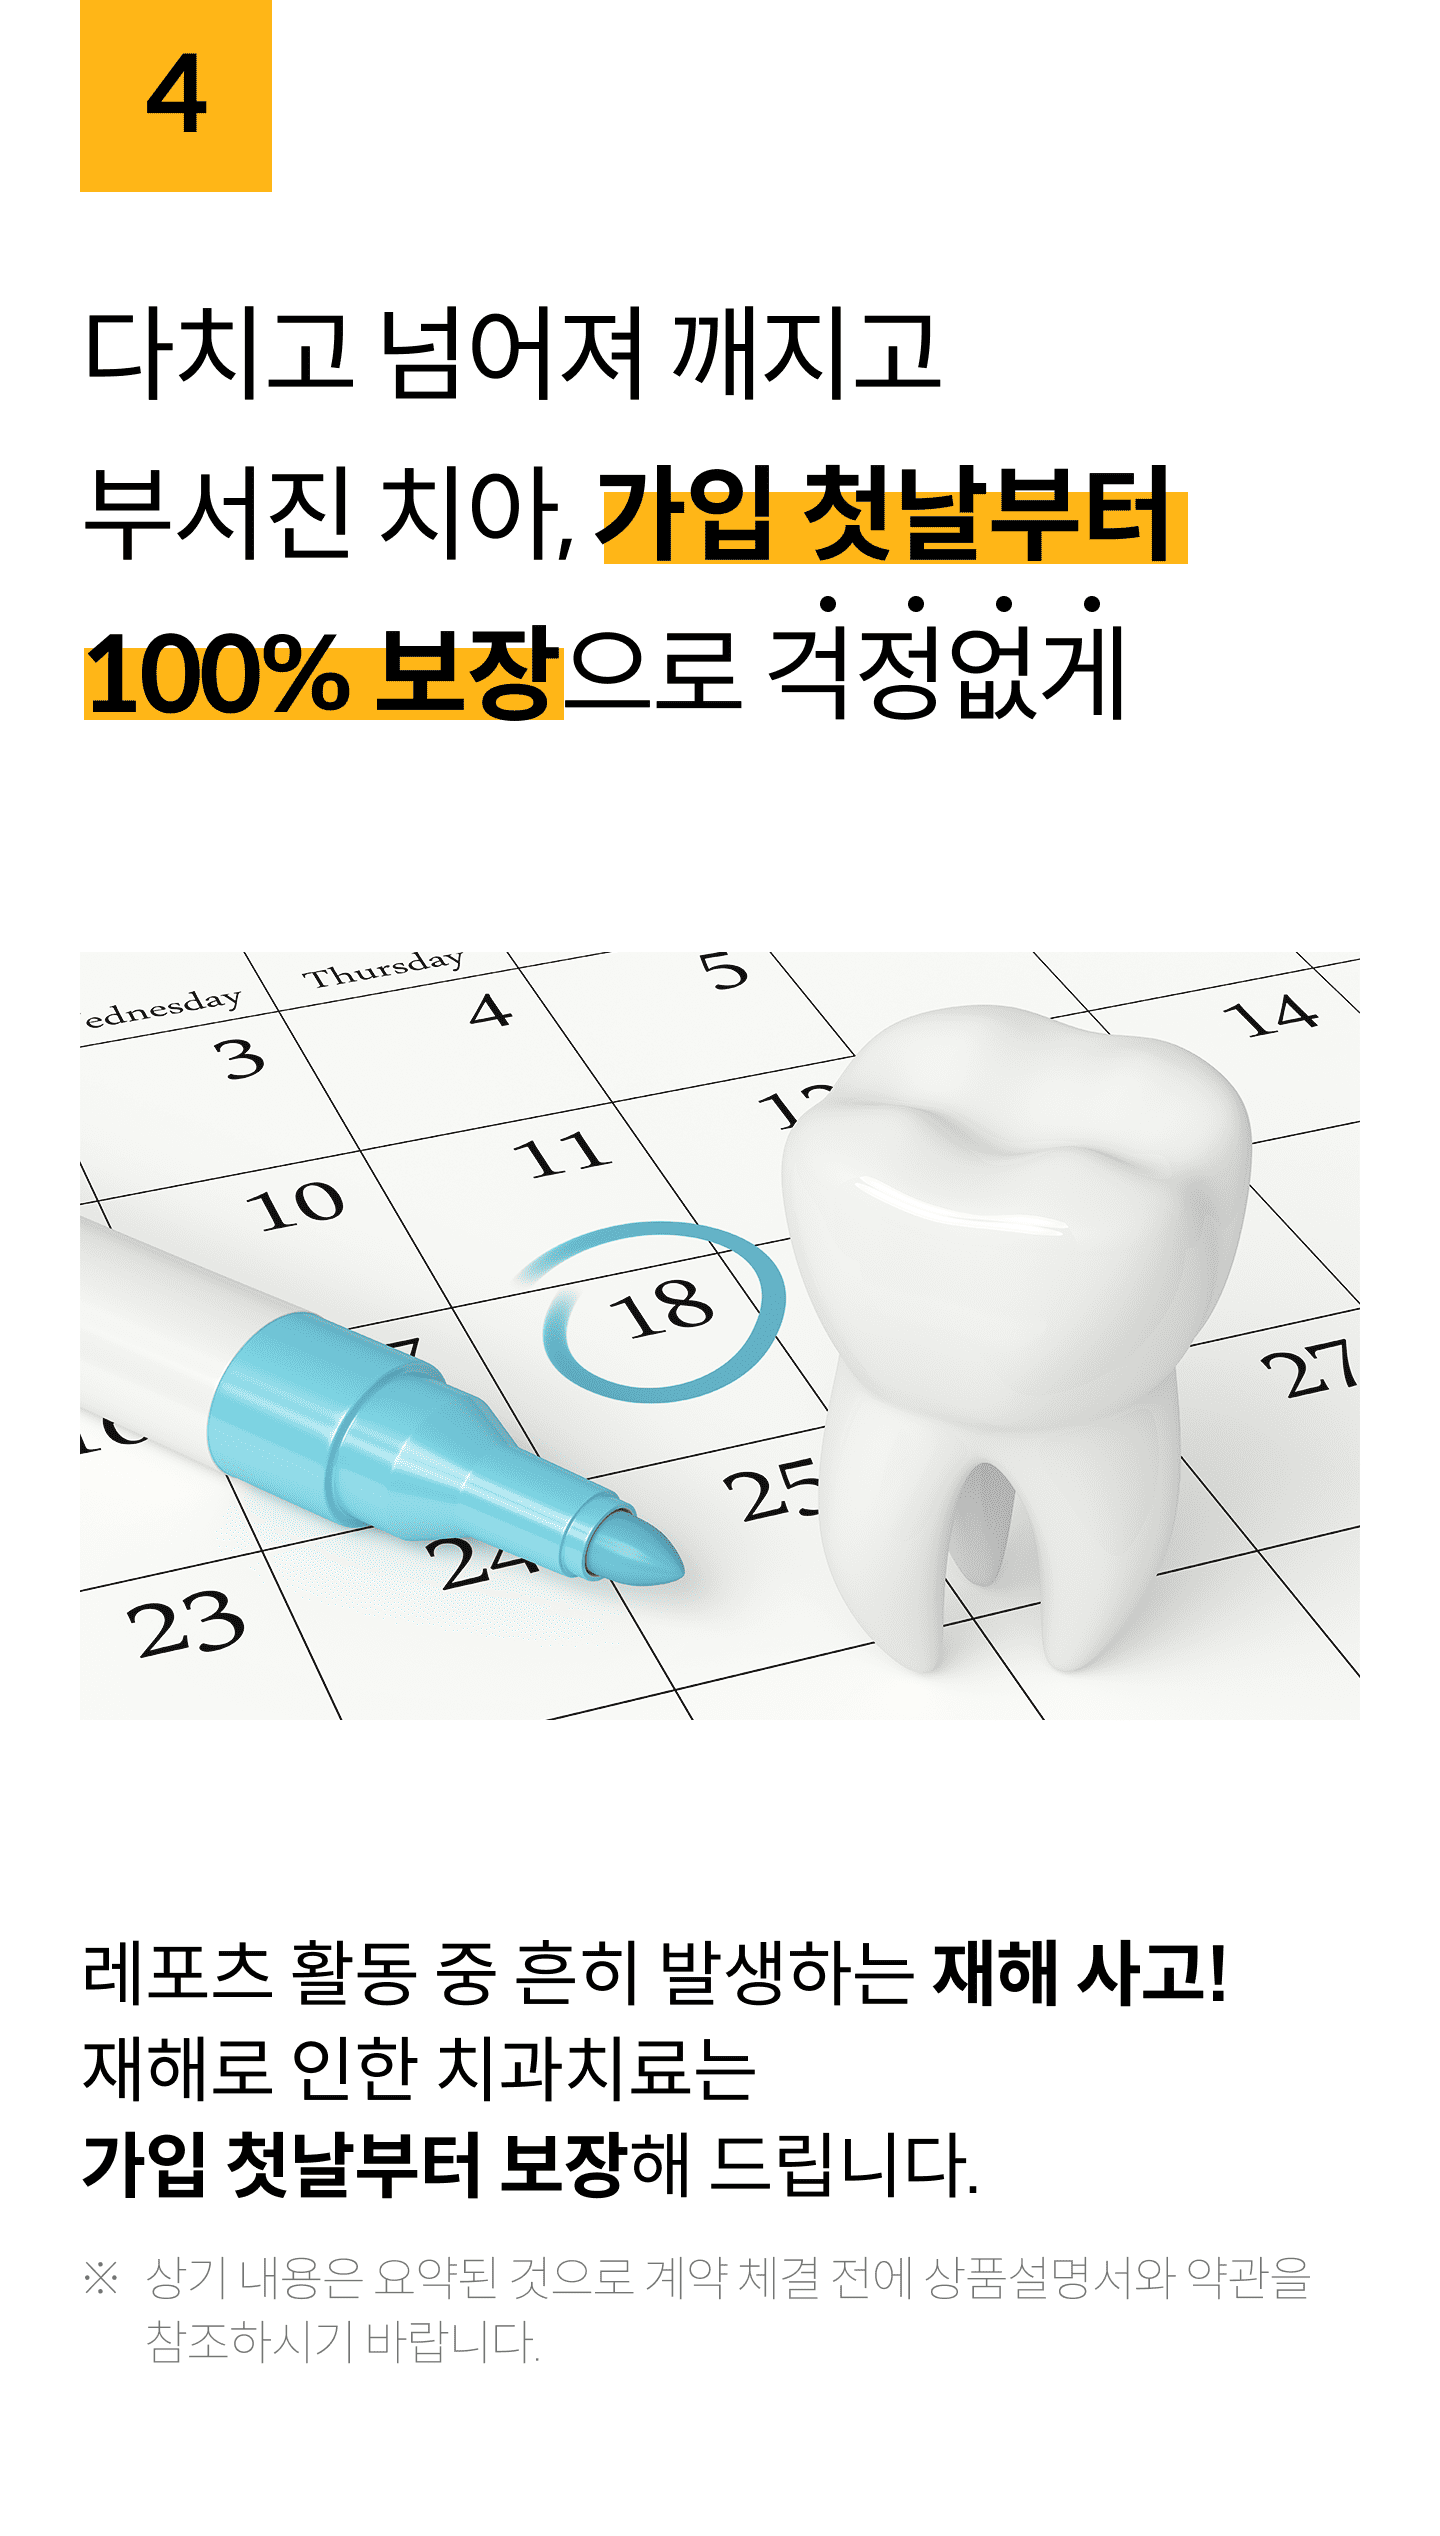 4
다치고 넘어져 깨지고
부서진 치아, 가입 첫날부터
100% 보장으로 걱정없게
Thursday
3
4
5
14
10
11
18
27
25
24
23
레포츠 활동 중 흔히 발생하는 재해 사고!
재해로 인한 치과치료는
가입 첫날부터 보장해 드립니다.
※ 상기 내용은 요약된 것으로 계약 체결 전에 상품설명서와 약관을
참조하시기 바랍니다.